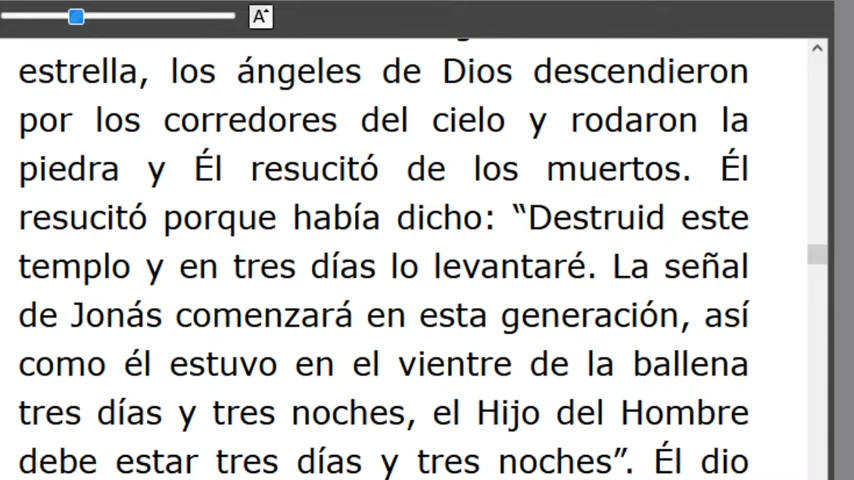 A
estrella, los ángeles de Dios descendieron
por los corredores del cielo y rodaron la
piedra y Él resucitó de los muertos. Él
resucitó porque había dicho: “Destruid este
templo y en tres días lo levantaré. La señal
de Jonás comenzará en esta generación, así
como él estuvo en el vientre de la ballena
tres días y tres noches, el Hijo del Hombre
debe estar tres días y tres noches”. Él dio